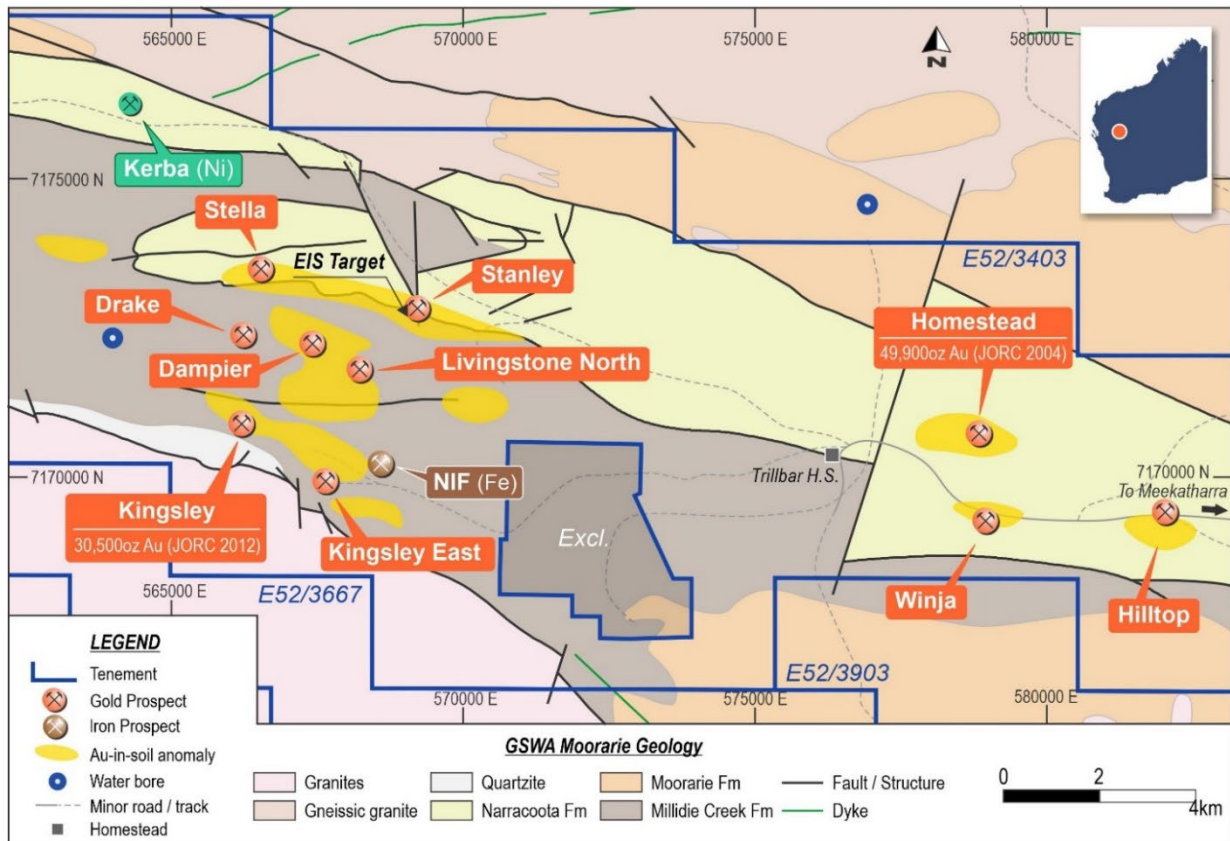 565000 E
570000 E
575000 E
580000 E
N
Kerba (Ni)
7175000 N
Stella
EIS Target
Stanley
E52/3403
Drake
Homestead
49,900oz Au (JORC 2004)
Dampier
Livingstone North
Trillbar H.S.
7170000 N
To Meekatharra
7170000 N
NIF (Fe)
Kingsley
30,500oz Au (JORC 2012)
Kingsley East
Excl.
Winja
Hilltop
565000 E
E52/3667
E52/3903
570000 E
575000 E
580000 E
LEGEND
Tenement
Gold Prospect
Iron Prospect
Au-in-soil anomaly
Water bore
Minor road / track
Homestead
GSWA Moorarie Geology
Granites
Quartzite
Moorarie Fm
Fault / Structure
Gneissic granite
Narracoota Fm
Millidie Creek Fm
Dyke
0
2
4km